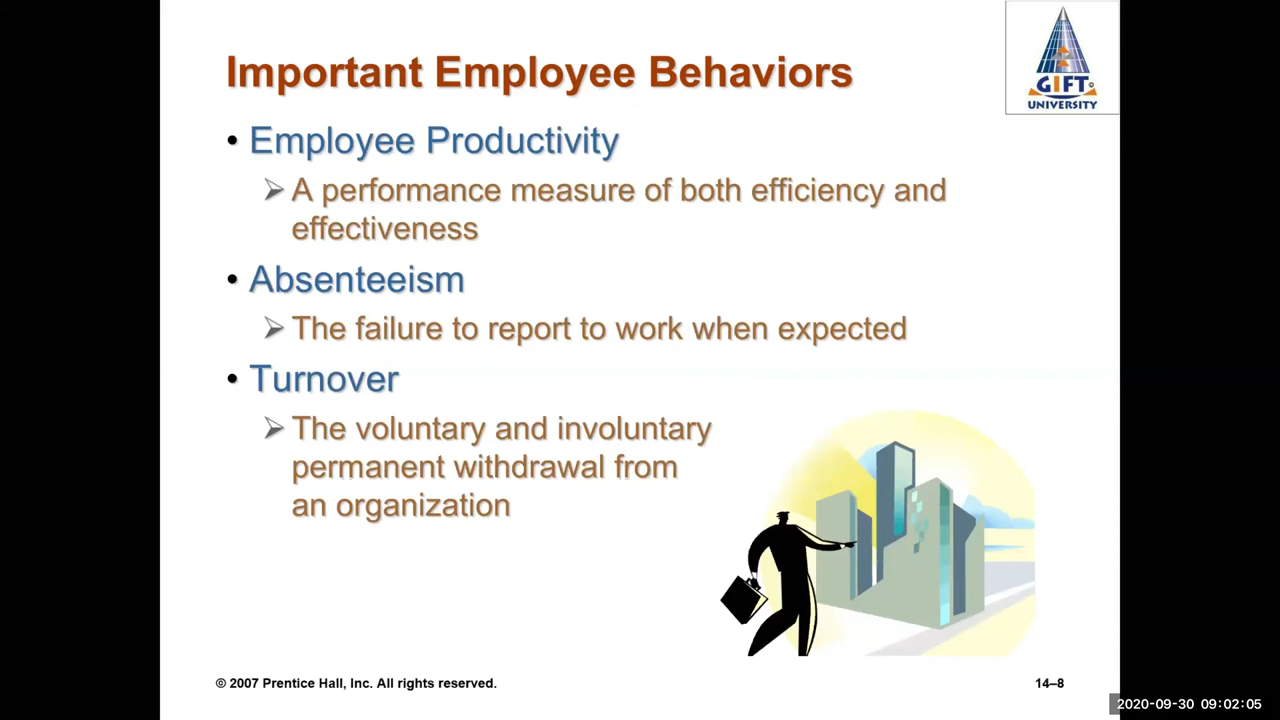 Important Employee Behaviors
GIFT
UNIVERSITY
• Employee Productivity
➢ A performance measure of both efficiency and
effectiveness
• Absenteeism
➢ The failure to report to work when expected
• Turnover
➢ The voluntary and involuntary
permanent withdrawal from
an organization
© 2007 Prentice Hall, Inc. All rights reserved.
14–8
2020-09-30 09:02:05